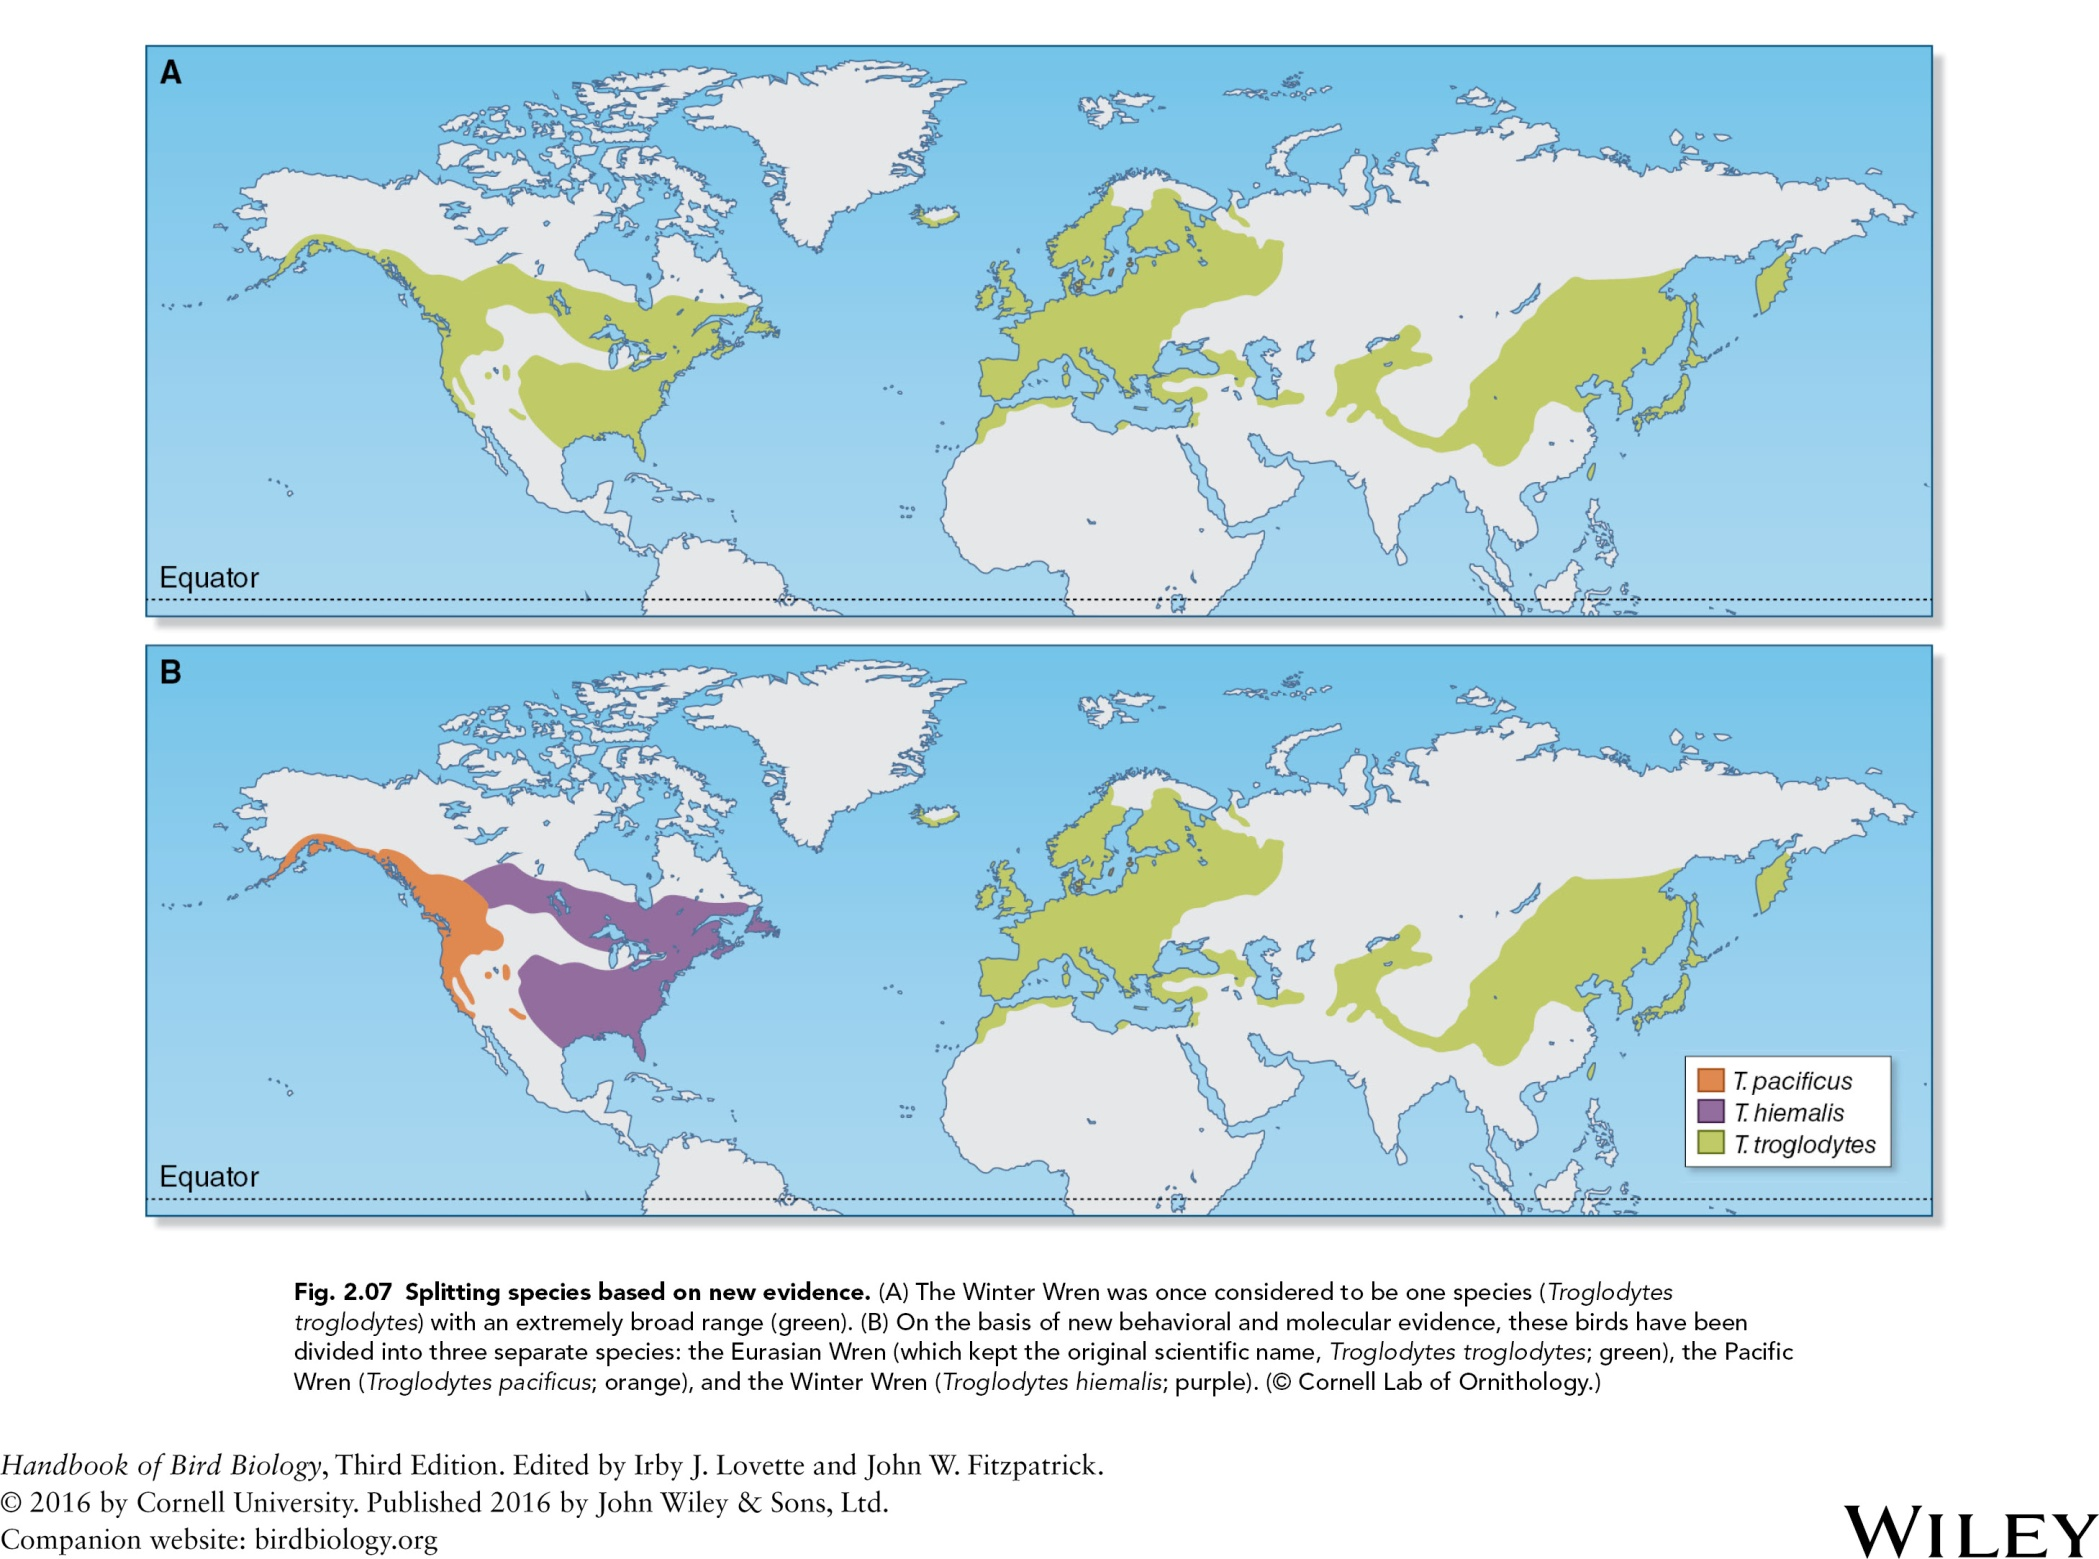 A
Equator
B
T. pacificus
T. hiemalis
T. troglodytes
Equator
Fig. 2.07 Splitting species based on new evidence. (A) The Winter Wren was once considered to be one species (Troglodytes
troglodytes) with an extremely broad range (green). (B) On the basis of new behavioral and molecular evidence, these birds have been
divided into three separate species: the Eurasian Wren (which kept the original scientific name, Troglodytes troglodytes; green), the Pacific
Wren (Troglodytes pacificus; orange), and the Winter Wren (Troglodytes hiemalis; purple). (© Cornell Lab of Ornithology.)
Handbook of Bird Biology, Third Edition. Edited by Irby J. Lovette and John W. Fitzpatrick.
© 2016 by Cornell University. Published 2016 by John Wiley & Sons, Ltd.
Companion website: birdbiology.org
WILEY